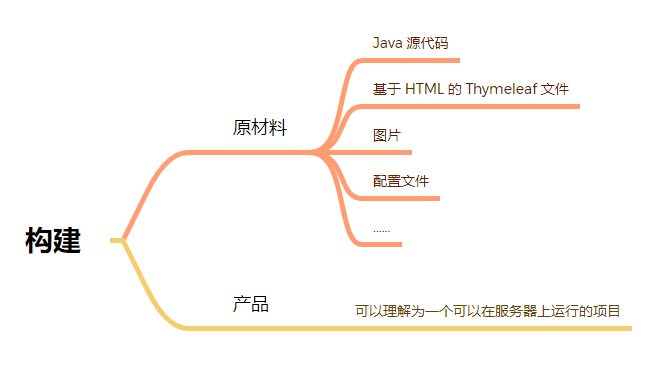 构建
原材料
Java 源代码
基于 HTML 的 Thymeleaf 文件
图片
配置文件
......
产品
可以理解为一个可以在服务器上运行的项目